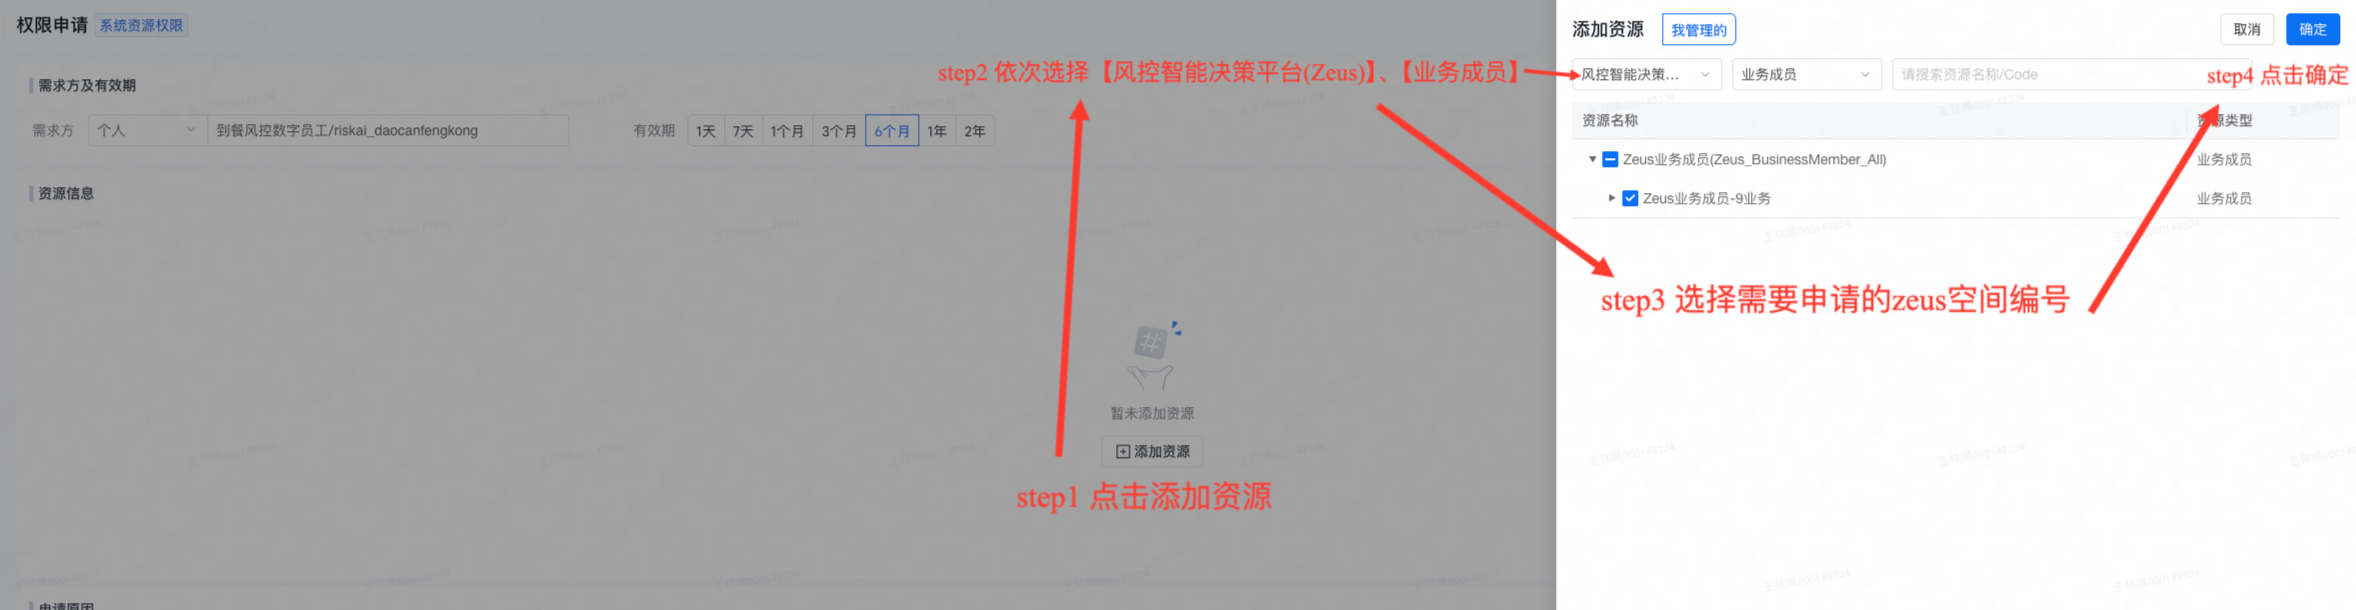 权限申请 系统资源权限
需求方及有效期
需求方 个人 到餐风控数字员工/riskai_daocanfengkong 有效期 1天 7天 1个月 3个月 6个月 1年 2年
资源信息
step2 依次选择【风控智能决策平台(Zeus)】、【业务成员】
暂未添加资源
添加资源
step1 点击添加资源
申请原因
添加资源 我管理的 取消 确定
风控智能决策... 业务成员 请搜索资源名称/Code
step4 点击确定
资源名称 资源类型
Zeus业务成员(Zeus_BusinessMember_All) 业务成员
Zeus业务成员-9业务 业务成员
step3 选择需要申请的zeus空间编号